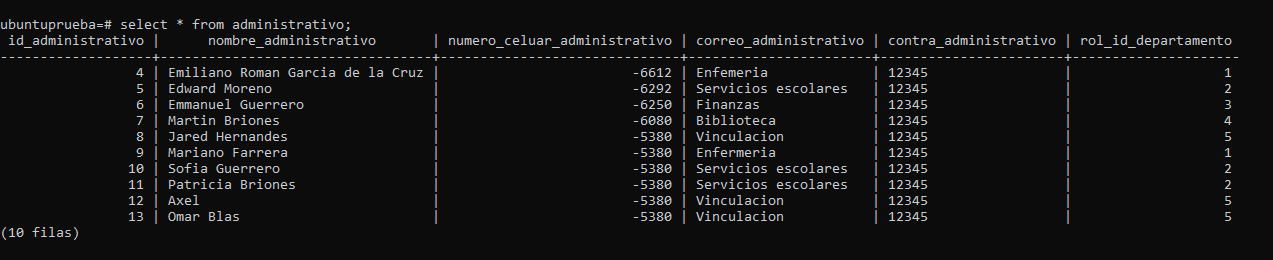 ubuntuprueba=# select * from administrativo;
 id_administrativo |      nombre_administrativo       | numero_celuar_administrativo | correo_administrativo | contra_administrativo | rol_id_departamento
-------------------+----------------------------------+------------------------------+-----------------------+-----------------------+---------------------
                 4 | Emiliano Roman Garcia de la Cruz |                        -6612 | Enfemeria             | 12345                 |                   1
                 5 | Edward Moreno                    |                        -6292 | Servicios escolares   | 12345                 |                   2
                 6 | Emmanuel Guerrero                |                        -6250 | Finanzas              | 12345                 |                   3
                 7 | Martin Briones                   |                        -6080 | Biblioteca            | 12345                 |                   4
                 8 | Jared Hernandes                  |                        -5380 | Vinculacion           | 12345                 |                   5
                 9 | Mariano Farrera                  |                        -5380 | Enfermeria            | 12345                 |                   1
                10 | Sofia Guerrero                   |                        -5380 | Servicios escolares   | 12345                 |                   2
                11 | Patricia Briones                 |                        -5380 | Servicios escolares   | 12345                 |                   2
                12 | Axel                             |                        -5380 | Vinculacion           | 12345                 |                   5
                13 | Omar Blas                        |                        -5380 | Vinculacion           | 12345                 |                   5
(10 filas)